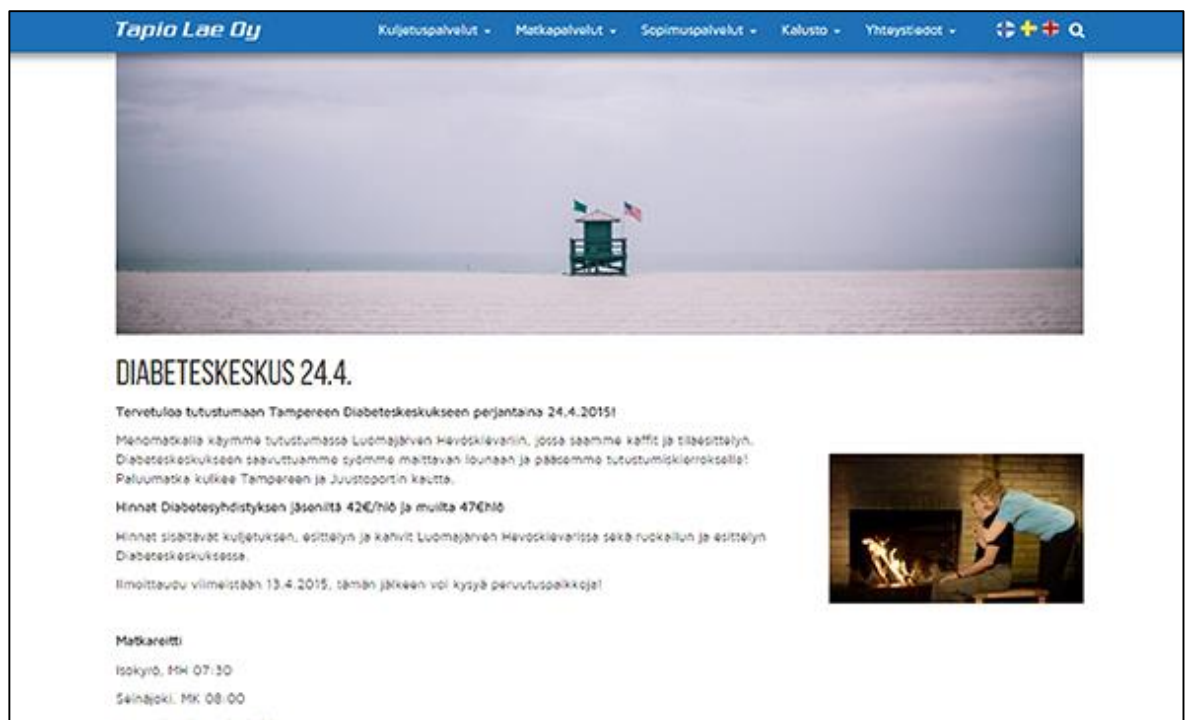 Tapio Lae Oy
Kuljetuspalvelut Matkapalvelut Sopimuspalvelut Kalusto Yhteystiedot
DIABETESKESKUS 24.4.
Tervetuloa tutustumaan Tampereen Diabeteskeskukseen perjantaina 24.4.2015!
Menomatkalla käymme tutustumassa Luomajärven Hevoskievariin, jossa saamme kaffit ja tilaesittelyn.
Diabeteskeskukseen saavuttuamme syömme maittavan lounaan ja pääsemme tutustumiskierrokselle!
Paluumatka kulkee Tampereen ja Juustoportin kautta.
Hinnat Diabetesyhdistyksen jäseniltä 42€/hlö ja muilta 47€hlö
Hinnat sisältävät kuljetuksen, esittelyn ja kahvit Luomajärven Hevoskievarissa sekä ruokailun ja esittelyn
Diabeteskeskuksessa.
Ilmoittaudu viimeistään 13.4.2015, tämän jälkeen voi kysyä peruutuspaikkoja!
Matkareitti
Isokyrö, MH 07:30
Seinäjoki, MK 08:00